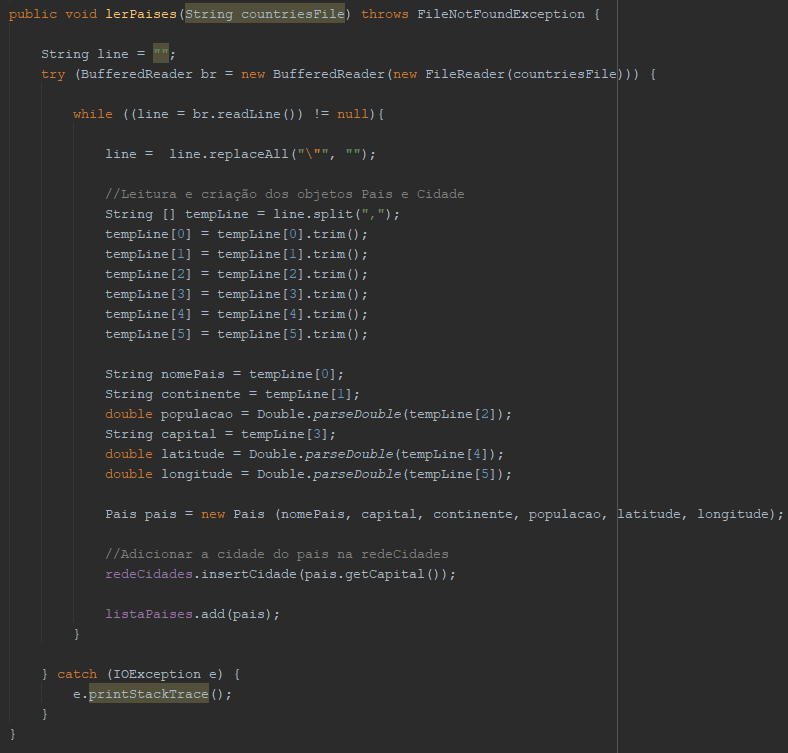 public void lerPaises(String countriesFile) throws FileNotFoundException {
String line = "";
try (BufferedReader br = new BufferedReader(new FileReader(countriesFile))) {
while ((line = br.readLine()) != null){
line =  line.replaceAll("\"", "");
//Leitura e criação dos objetos Pais e Cidade
String [] tempLine = line.split(",");
tempLine[0] = tempLine[0].trim();
tempLine[1] = tempLine[1].trim();
tempLine[2] = tempLine[2].trim();
tempLine[3] = tempLine[3].trim();
tempLine[4] = tempLine[4].trim();
tempLine[5] = tempLine[5].trim();
String nomePais = tempLine[0];
String continente = tempLine[1];
double populacao = Double.parseDouble(tempLine[2]);
String capital = tempLine[3];
double latitude = Double.parseDouble(tempLine[4]);
double longitude = Double.parseDouble(tempLine[5]);
Pais pais = new Pais (nomePais, capital, continente, populacao, latitude, longitude);
//Adicionar a cidade do pais na redeCidades
redeCidades.insertCidade(pais.getCapital());
listaPaises.add(pais);
}
} catch (IOException e) {
e.printStackTrace();
}
}